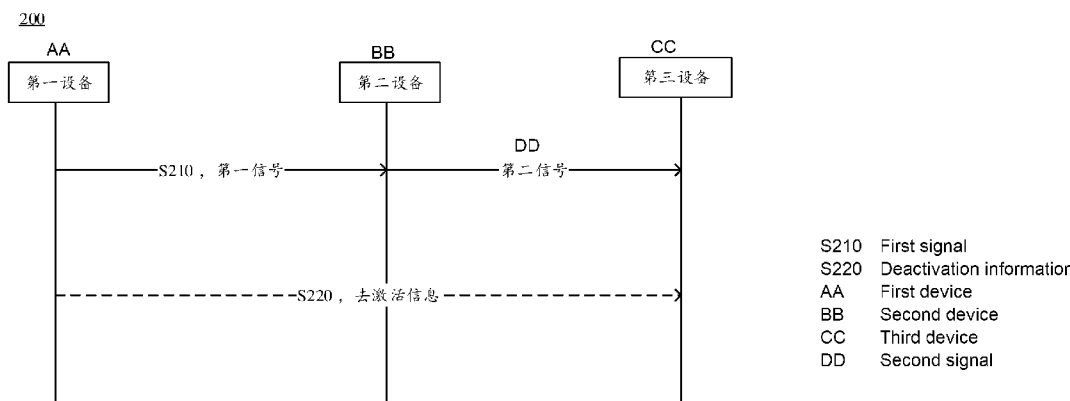 200
AA
BB
CC
第一设备
第二设备
第三设备
DD
S210，第一信号
第二信号
S220，去激活信息
S210 First signal
S220 Deactivation information
AA First device
BB Second device
CC Third device
DD Second signal